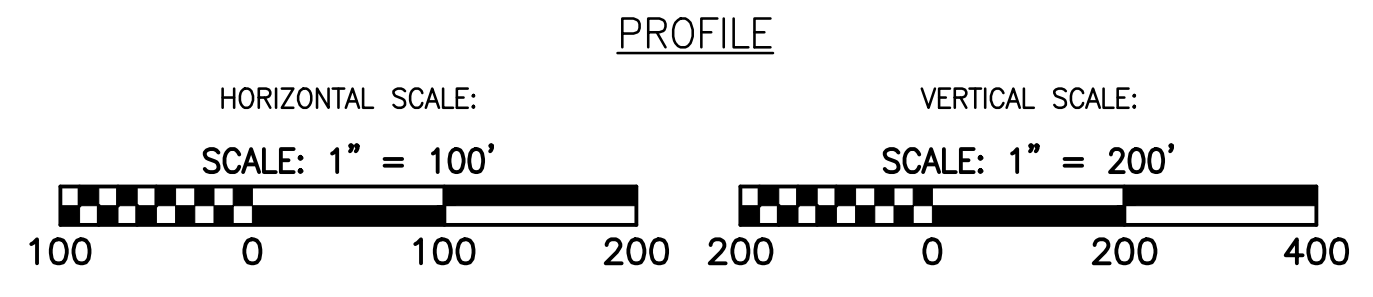 PROFILE
HORIZONTAL SCALE:
SCALE: 1" = 100'
100 0 100 200
VERTICAL SCALE:
SCALE: 1" = 200'
200 0 200 400